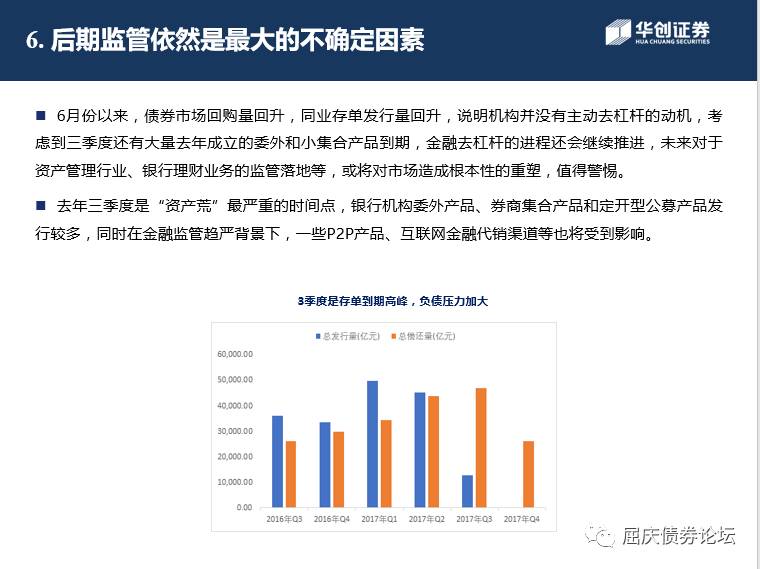 6. 后期监管依然是最大的不确定因素
华创证券
HUA CHUANG SECURITIES
■ 6月份以来，债券市场回购量回升，同业存单发行量回升，说明机构并没有主动去杠杆的动机，考
虑到三季度还有大量去年成立的委外和小集合产品到期，金融去杠杆的进程还会继续推进，未来对于
资产管理行业、银行理财业务的监管落地等，或将对市场造成根本性的重塑，值得警惕。
■ 去年三季度是“资产荒”最严重的时间点，银行机构委外产品、券商集合产品和定开型公募产品发
行较多，同时在金融监管趋严背景下，一些P2P产品、互联网金融代销渠道等也将受到影响。
3季度是存单到期高峰，负债压力加大
总发行量(亿元) 总偿还量(亿元)
60,000.00
50,000.00
40,000.00
30,000.00
20,000.00
10,000.00
0.00
2016年Q3 2016年Q4 2017年Q1 2017年Q2 2017年Q3 2017年Q4
屈庆债券论坛